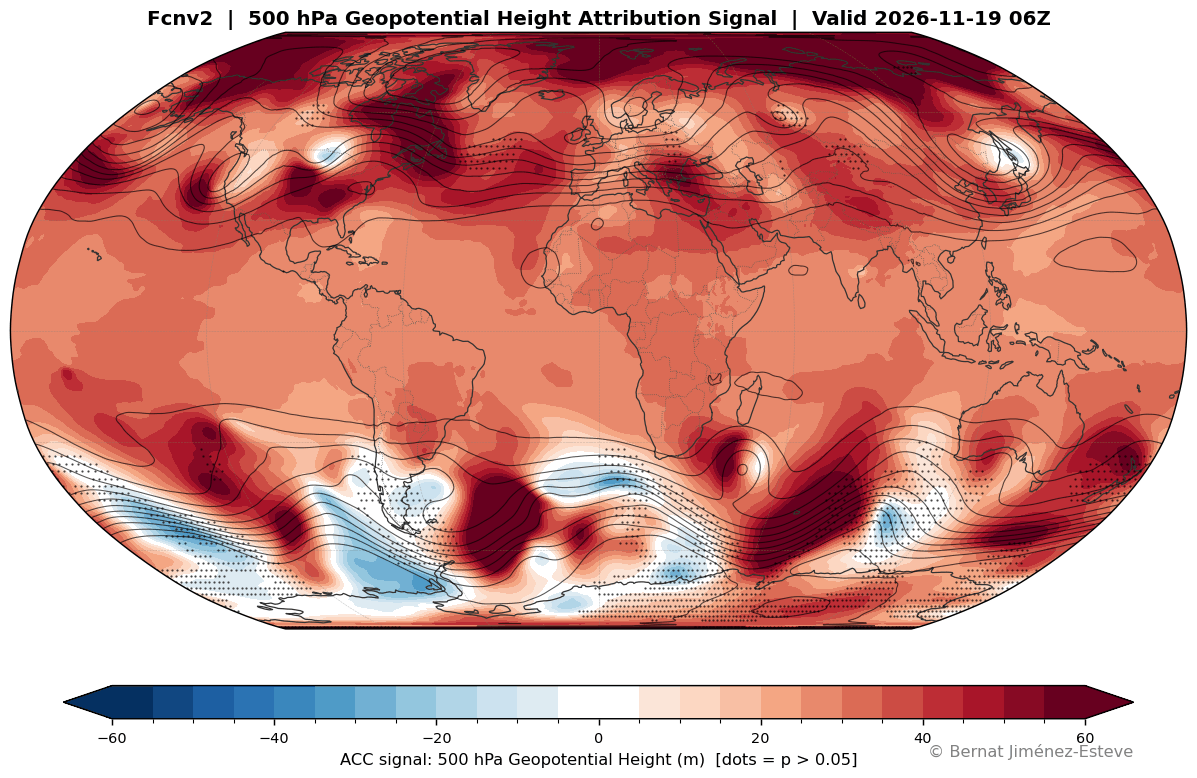 Fcnv2 | 500 hPa Geopotential Height Attribution Signal | Valid 2026-11-19 06Z
−60 −40 −20 0 20 40 60
ACC signal: 500 hPa Geopotential Height (m) [dots = p > 0.05]
© Bernat Jiménez-Esteve